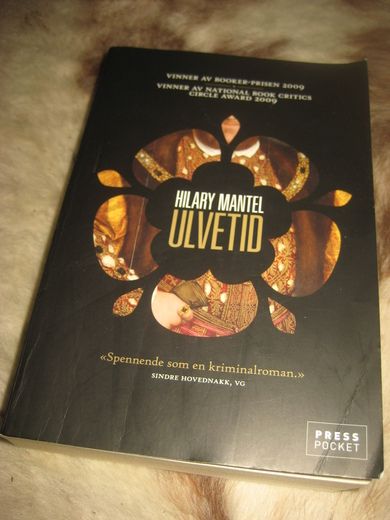 VINNER AV BOOKER-PRISEN 2009
VINNER AV NATIONAL BOOK CRITICS
CIRCLE AWARD 2009
HILARY MANTEL
ULVETID
«Spennende som en kriminalroman.»
SINDRE HOVEDNAKK, VG
PRESS
POCKET